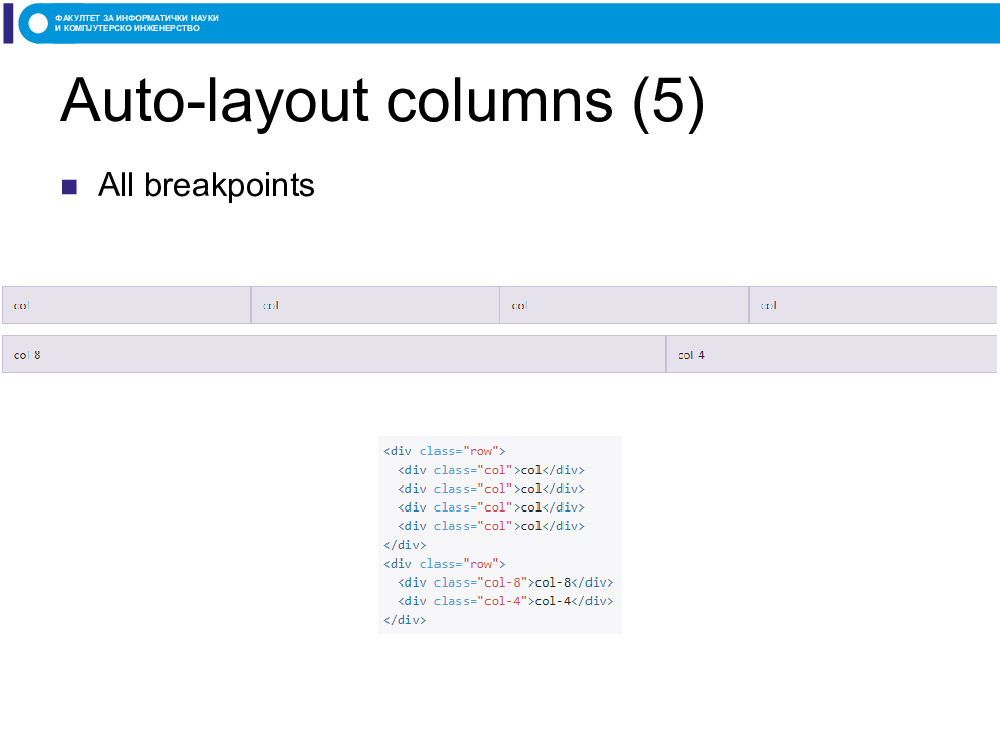 ФАКУЛТЕТ ЗА ИНФОРМАТИЧКИ НАУКИ
И КОМПЈУТЕРСКО ИНЖЕНЕРСТВО
Auto-layout columns (5)
All breakpoints
col col col col
col 8 col 4
<div class="row">
<div class="col">col</div>
<div class="col">col</div>
<div class="col">col</div>
<div class="col">col</div>
</div>
<div class="row">
<div class="col-8">col-8</div>
<div class="col-4">col-4</div>
</div>